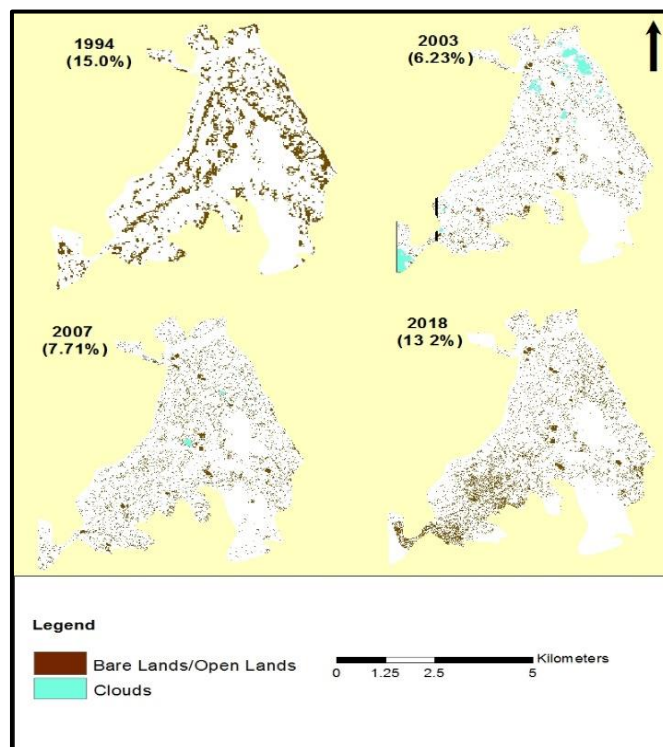 1994
(15.0%)
2003
(6.23%)
2007
(7.71%)
2018
(13 2%)
Legend
Bare Lands/Open Lands
Clouds
Kilometers
0 1.25 2.5 5